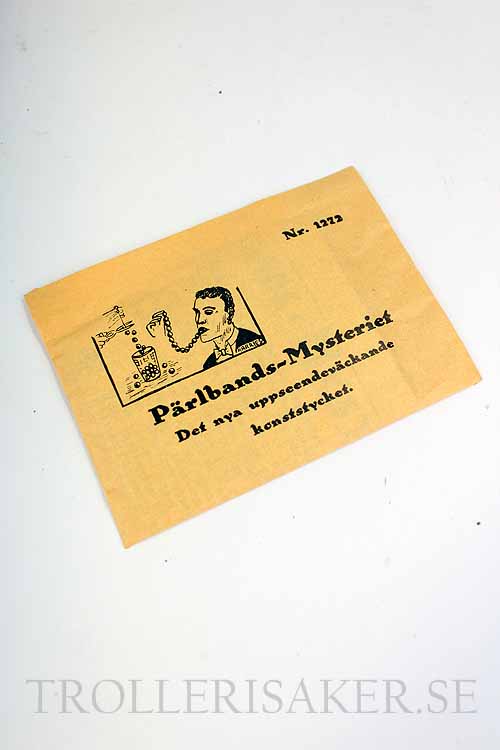 Nr. 1272
Pärlbands-Mysteriet
Det nya uppseendeväckande
konststycket.
TROLLERISAKER.SE